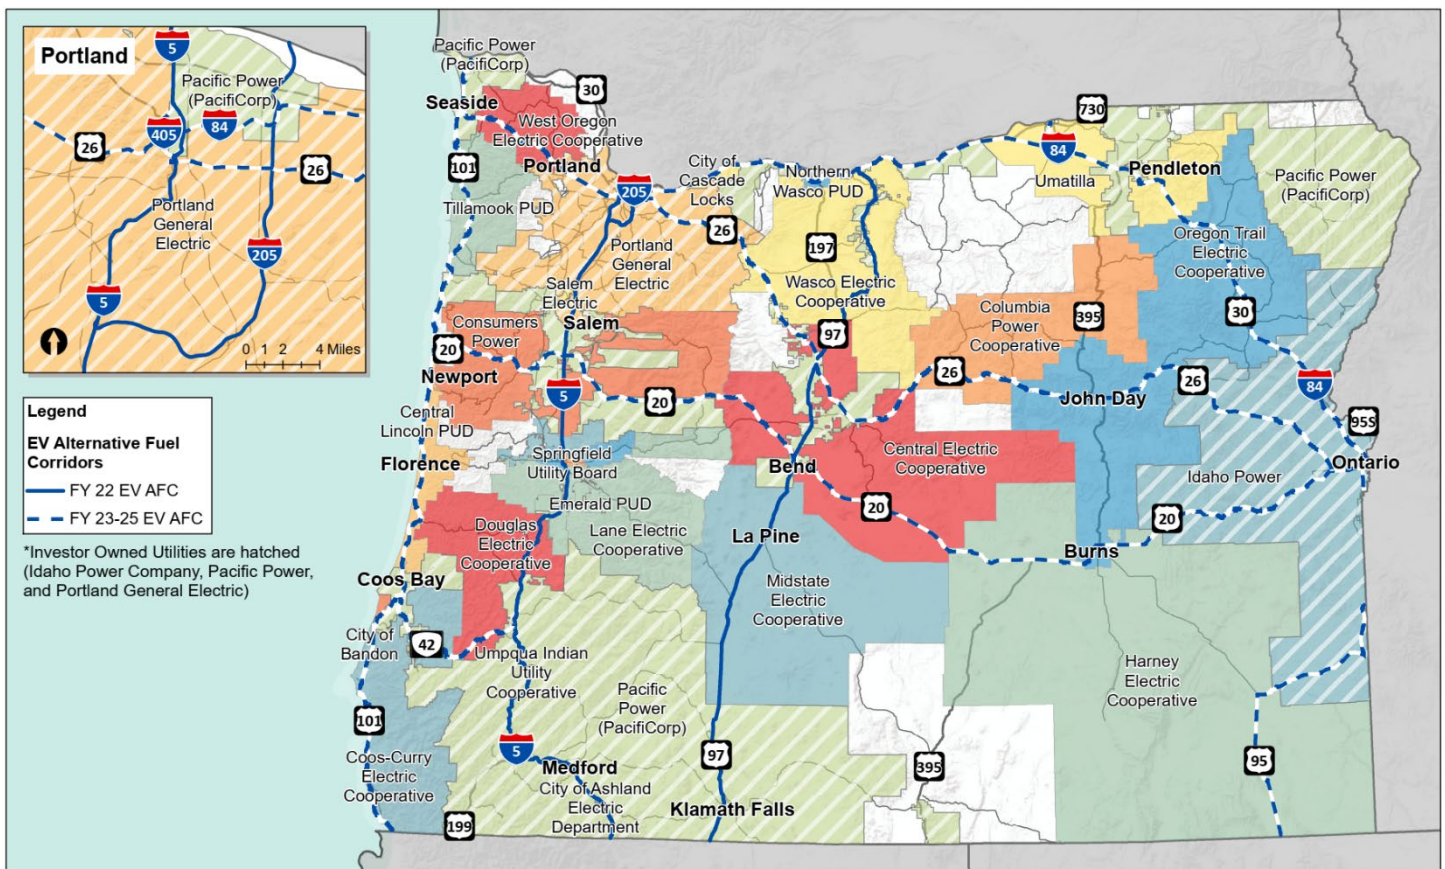 Portland
5
Pacific Power
(PacifiCorp)
405
84
26
26
Portland
General
Electric
205
5
0 1 2 4 Miles
Legend
EV Alternative Fuel
Corridors
FY 22 EV AFC
FY 23-25 EV AFC
*Investor Owned Utilities are hatched
(Idaho Power Company, Pacific Power,
and Portland General Electric)
Pacific Power
(PacifiCorp)
30
Seaside
West Oregon
Electric Cooperative
730
84
101
Portland
City of
Cascade
Locks
Northern
Wasco PUD
Umatilla
Pendleton
Pacific Power
(PacifiCorp)
205
Tillamook PUD
26
197
Portland
General
Electric
Oregon Trail
Electric
Cooperative
Salem
Electric
Wasco Electric
Cooperative
Columbia
Power
Cooperative
395
30
Consumers
Power
Salem
97
20
Newport
26
26
84
5
20
John Day
955
Central
Lincoln PUD
Florence
Springfield
Utility Board
Bend
Central Electric
Cooperative
Ontario
Idaho Power
Emerald PUD
20
20
Douglas
Electric
Cooperative
Lane Electric
Cooperative
La Pine
Burns
Coos Bay
Midstate
Electric
Cooperative
City of
Bandon
42
Umpqua Indian
Utility
Cooperative
Harney
Electric
Cooperative
Pacific
Power
(PacifiCorp)
101
5
97
395
95
Coos-Curry
Electric
Cooperative
Medford
City of Ashland
Electric
Department
Klamath Falls
199